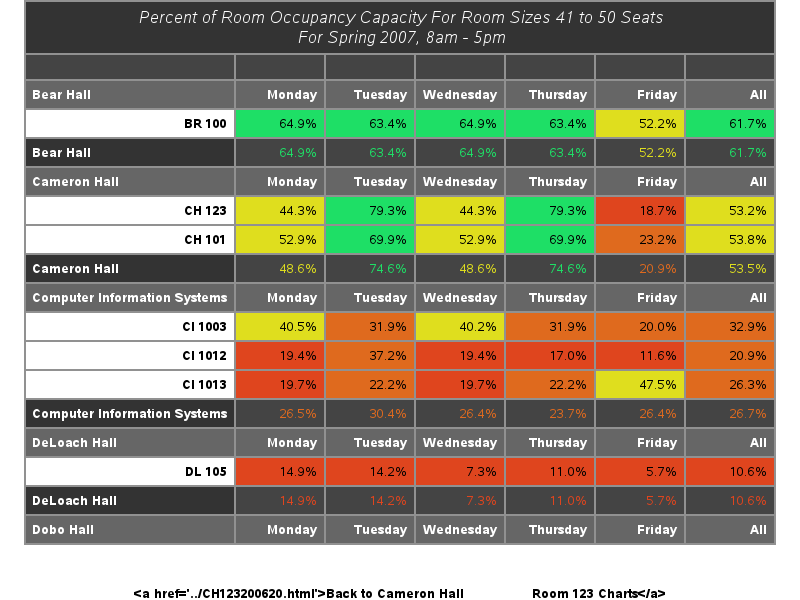 Percent of Room Occupancy Capacity For Room Sizes 41 to 50 Seats
For Spring 2007, 8am - 5pm
Bear Hall Monday Tuesday Wednesday Thursday Friday All
BR 100 64.9% 63.4% 64.9% 63.4% 52.2% 61.7%
Bear Hall 64.9% 63.4% 64.9% 63.4% 52.2% 61.7%
Cameron Hall Monday Tuesday Wednesday Thursday Friday All
CH 123 44.3% 79.3% 44.3% 79.3% 18.7% 53.2%
CH 101 52.9% 69.9% 52.9% 69.9% 23.2% 53.8%
Cameron Hall 48.6% 74.6% 48.6% 74.6% 20.9% 53.5%
Computer Information Systems Monday Tuesday Wednesday Thursday Friday All
CI 1003 40.5% 31.9% 40.2% 31.9% 20.0% 32.9%
CI 1012 19.4% 37.2% 19.4% 17.0% 11.6% 20.9%
CI 1013 19.7% 22.2% 19.7% 22.2% 47.5% 26.3%
Computer Information Systems 26.5% 30.4% 26.4% 23.7% 26.4% 26.7%
DeLoach Hall Monday Tuesday Wednesday Thursday Friday All
DL 105 14.9% 14.2% 7.3% 11.0% 5.7% 10.6%
DeLoach Hall 14.9% 14.2% 7.3% 11.0% 5.7% 10.6%
Dobo Hall Monday Tuesday Wednesday Thursday Friday All
<a href='../CH123200620.html'>Back to Cameron Hall Room 123 Charts</a>